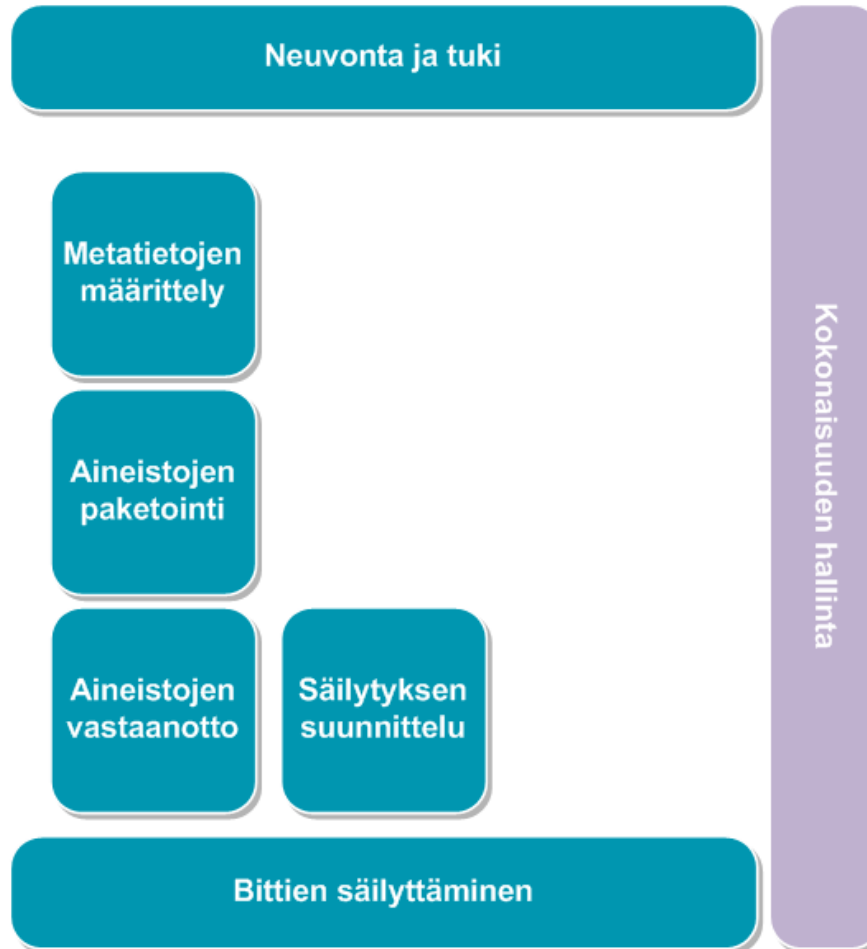 Neuvonta ja tuki
Metatietojen
määrittely
Aineistojen
paketointi
Aineistojen
vastaanotto
Säilytyksen
suunnittelu
Bittien säilyttäminen
Kokonaisuuden hallinta